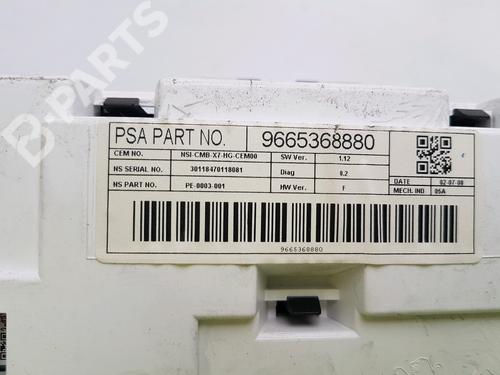 B-PARTS
PSA PART NO. 9665368880
CEM NO. NSI-CMB-X7-HG-CEM00 SW Ver. 1.12
NS SERIAL NO. 30118470118081 Diag 0.2
NS PART NO. PE-0003-001 HW Ver. F
DATE 02-07-08
MECH. IND 05A
9665368880